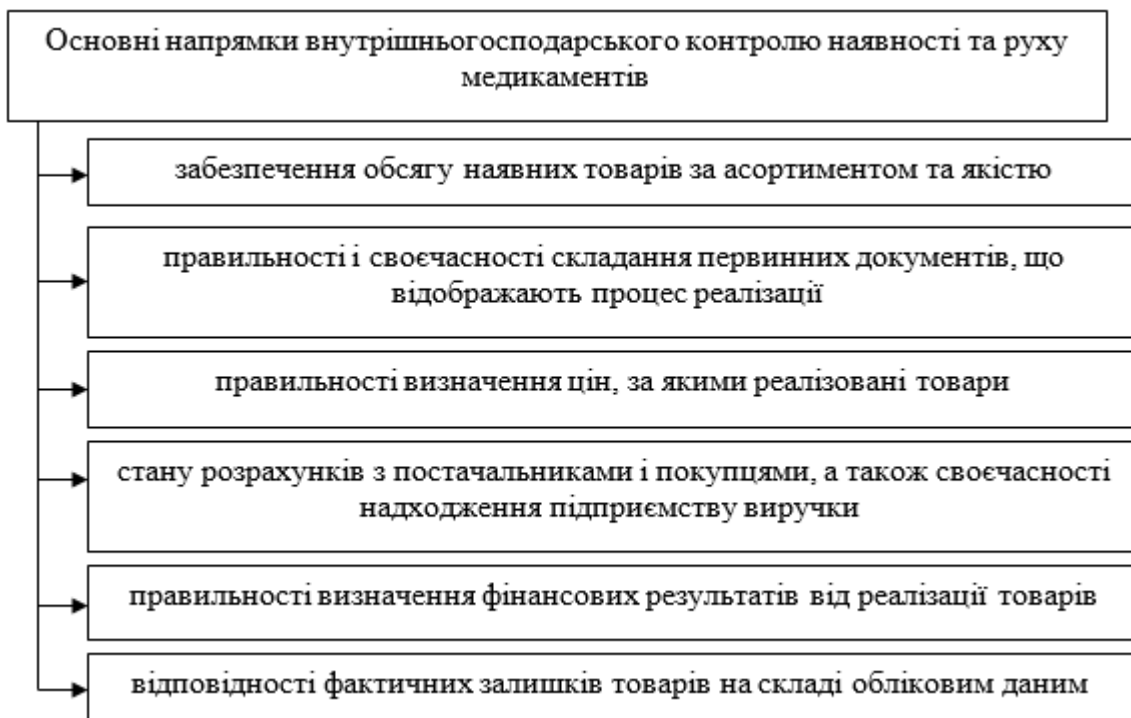 Основні напрямки внутрішньогосподарського контролю наявності та руху
медикаментів
забезпечення обсягу наявних товарів за асортиментом та якістю
правильності і своєчасності складання первинних документів, що
відображають процес реалізації
правильності визначення цін, за якими реалізовані товари
стану розрахунків з постачальниками і покупцями, а також своєчасності
надходження підприємству виручки
правильності визначення фінансових результатів від реалізації товарів
відповідності фактичних залишків товарів на складі обліковим даним